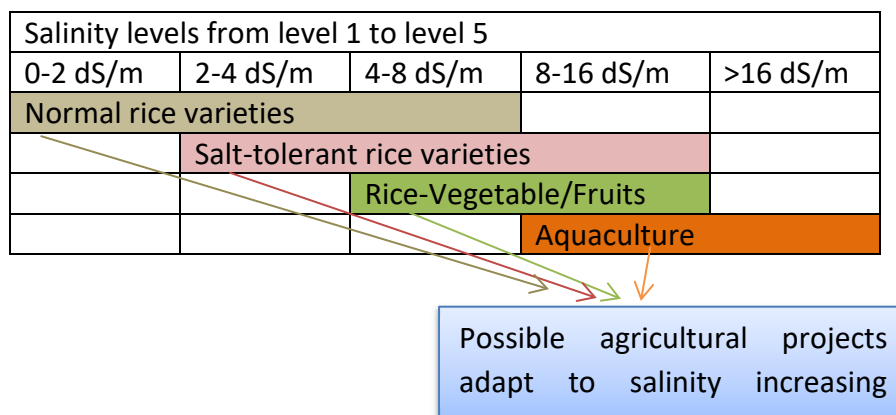 Salinity levels from level 1 to level 5
0-2 dS/m 2-4 dS/m 4-8 dS/m 8-16 dS/m >16 dS/m
Normal rice varieties
Salt-tolerant rice varieties
Rice-Vegetable/Fruits
Aquaculture
Possible agricultural projects
adapt to salinity increasing